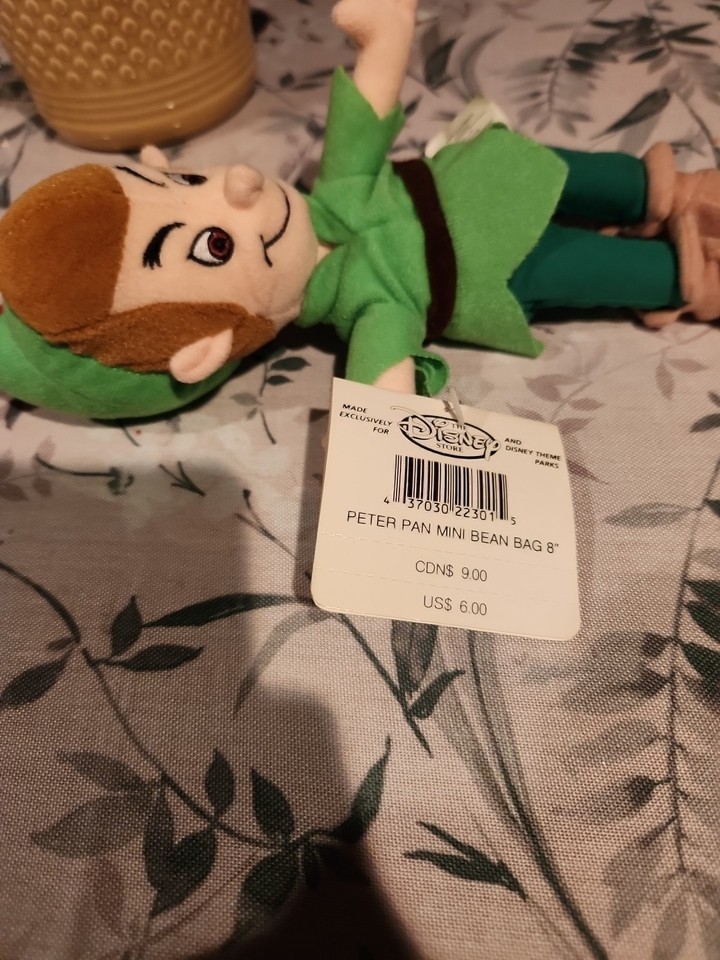 MADE
EXCLUSIVELY
FOR
THE
DISNEY
STORE
AND
DISNEY THEME
PARKS
4 37030 22301 5
PETER PAN MINI BEAN BAG 8"
CDN$ 9.00
US$ 6.00